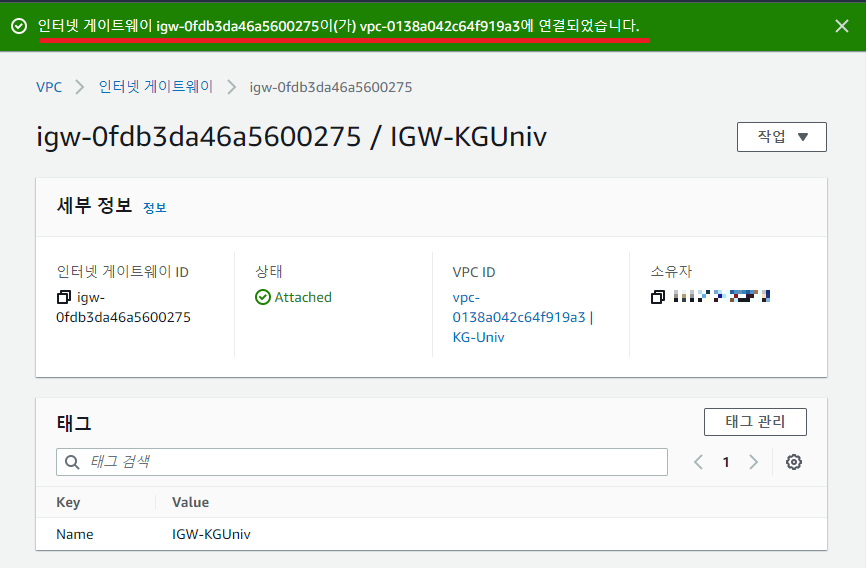 인터넷 게이트웨이 igw-0fdb3da46a5600275이(가) vpc-0138a042c64f919a3에 연결되었습니다.
VPC > 인터넷 게이트웨이 > igw-0fdb3da46a5600275
igw-0fdb3da46a5600275 / IGW-KGUniv
작업 ▼
세부 정보 정보
인터넷 게이트웨이 ID
igw-
0fdb3da46a5600275
상태
Attached
VPC ID
vpc-
0138a042c64f919a3 |
KG-Univ
소유자
태그
태그 관리
태그 검색
1
Key Value
Name IGW-KGUniv